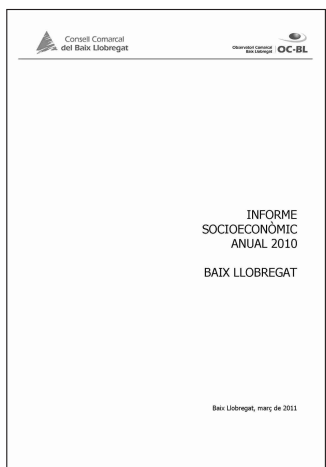 Consell Comarcal
del Baix Llobregat
Observatori Comarcal
Baix Llobregat
OC-BL
INFORME
SOCIOECONÒMIC
ANUAL 2010
BAIX LLOBREGAT
Baix Llobregat, març de 2011